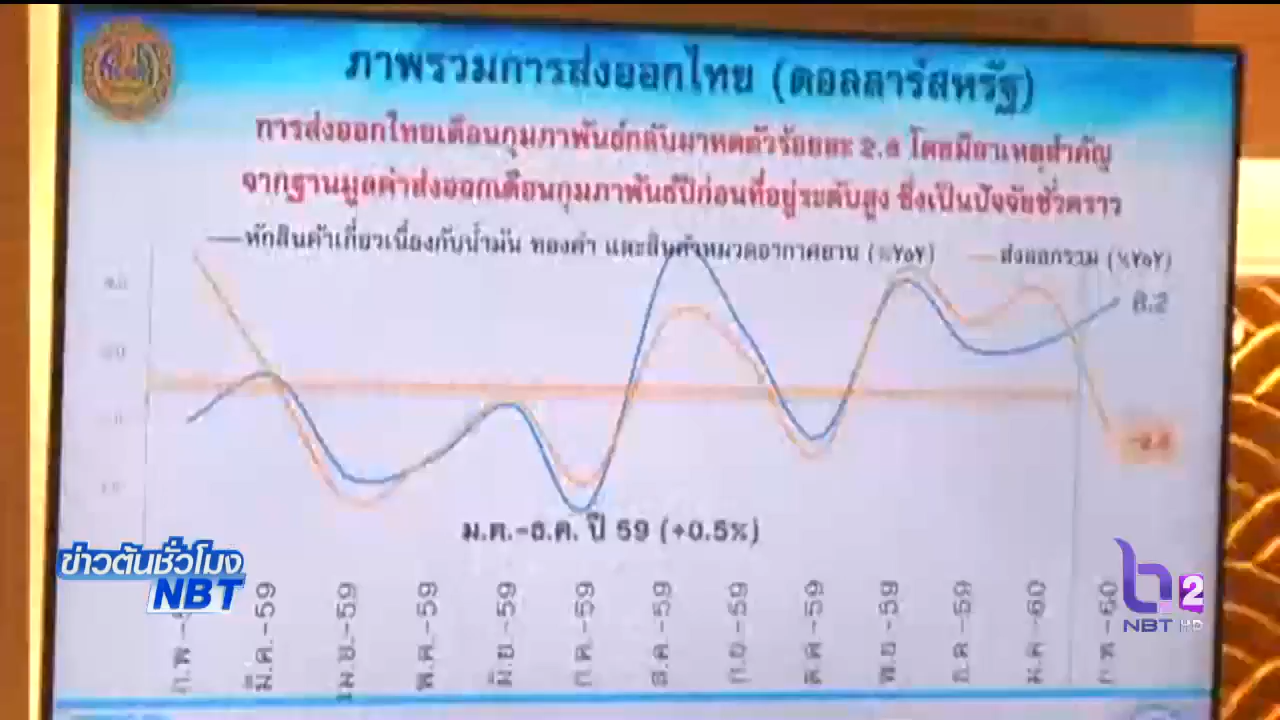 ภาพรวมการส่งออกไทย (ดอลลาร์สหรัฐ)
การส่งออกไทยเดือนกุมภาพันธ์กลับมาหดตัวร้อยละ 2.8 โดยมีสาเหตุสำคัญ
จากฐานมูลค่าส่งออกเดือนกุมภาพันธ์ปีก่อนที่อยู่ระดับสูง ซึ่งเป็นปัจจัยชั่วคราว
หักสินค้าเกี่ยวเนื่องกับน้ำมัน ทองคำ และสินค้าหมวดอากาศยาน (%YoY)
ส่งออกรวม (%YoY)
8.2
ม.ค.-ธ.ค. ปี 59 (+0.5%)
ก.พ
มี.ค.-59
เม.ย.-59
พ.ค.-59
มิ.ย.-59
ก.ค.-59
ส.ค.-59
ก.ย.-59
ต.ค.-59
พ.ย.-59
ธ.ค.-59
ม.ค.-60
ก.พ.-60
ข่าวต้นชั่วโมง
NBT
2
NBT HD